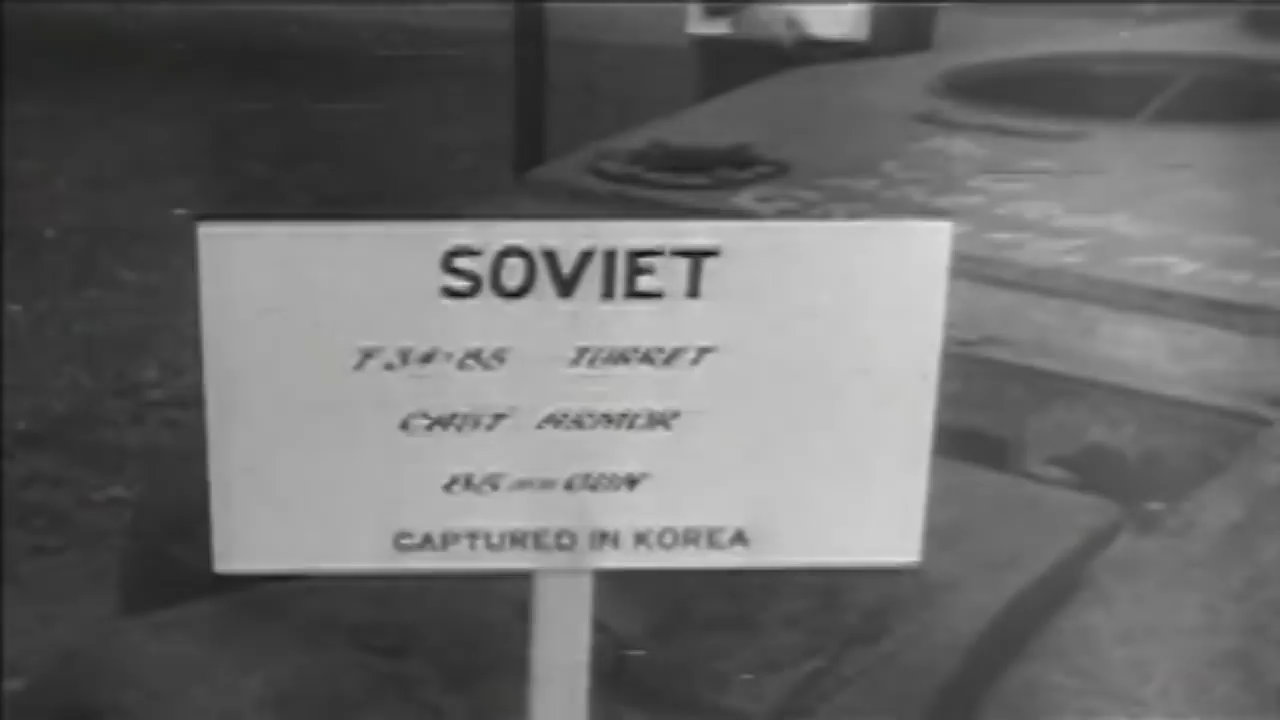 SOVIET
T34-85 TURRET
CAST ARMOR
85 mm GUN
CAPTURED IN KOREA